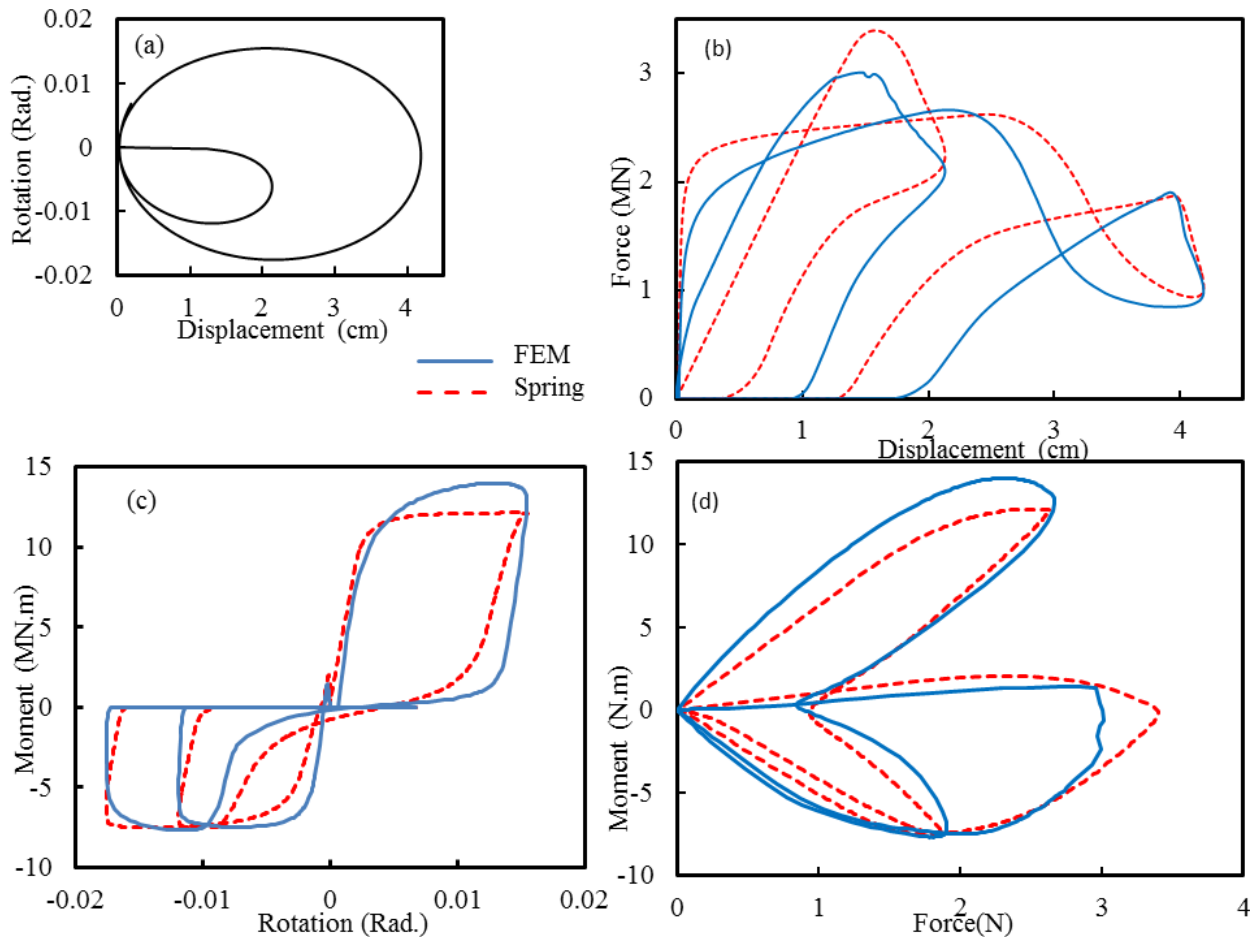 (a)
0.02
0.01
0
-0.01
-0.02
Rotation (Rad.)
0 1 2 3 4
Displacement (cm)
(b)
3
2
1
0
Force (MN)
0 1 2 3 4
Displacement (cm)
FEM
Spring
(c)
15
10
5
0
-5
-10
Moment (MN.m)
-0.02 -0.01 0 0.01 0.02
Rotation (Rad.)
(d)
15
10
5
0
-5
-10
Moment (N.m)
0 1 2 3 4
Force(N)